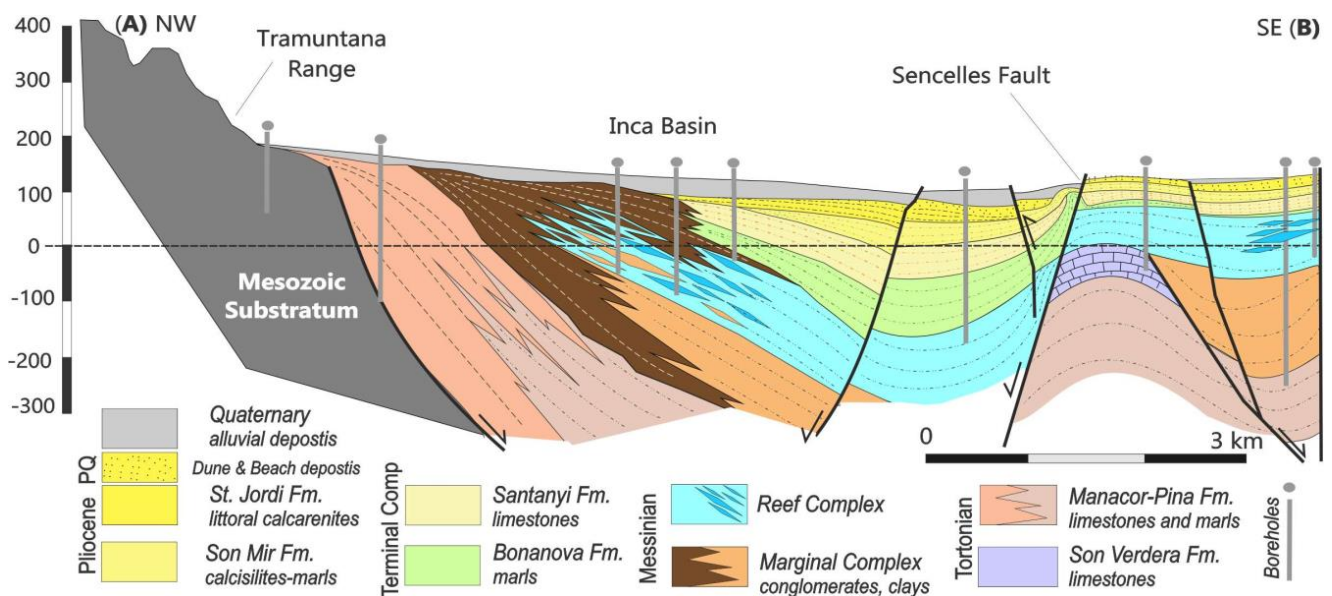 400
(A) NW
SE (B)
Tramuntana
Range
300
Sencelles Fault
200
Inca Basin
100
0
Mesozoic
Substratum
-100
-200
-300
0
3 km
Pliocene PQ
Quaternary
alluvial depostis
Dune & Beach depostis
St. Jordi Fm.
littoral calcarenites
Son Mir Fm.
calcisilites-marls
Terminal Comp
Santanyi Fm.
limestones
Bonanova Fm.
marls
Messinian
Reef Complex
Marginal Complex
conglomerates, clays
Tortonian
Manacor-Pina Fm.
limestones and marls
Son Verdera Fm.
limestones
Boreholes